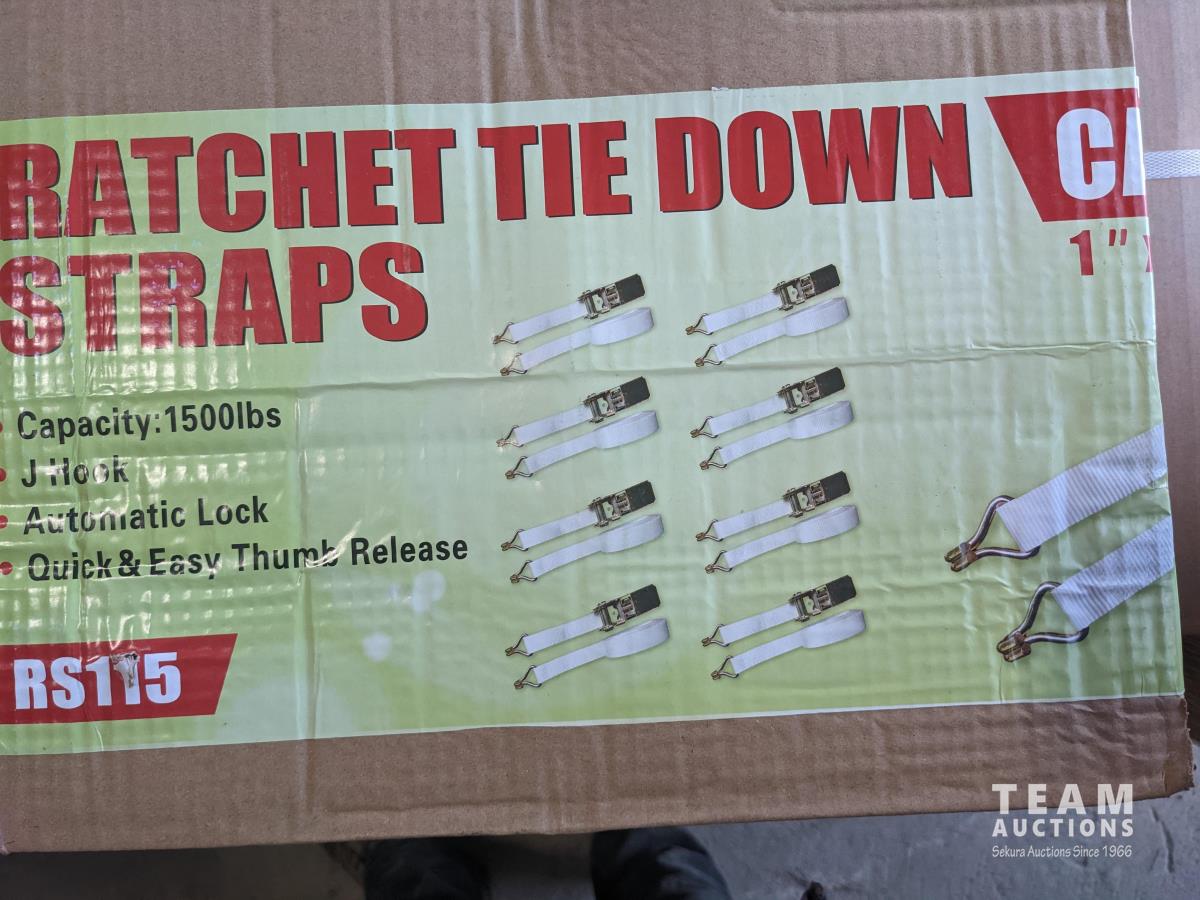 RATCHET TIE DOWN
STRAPS
1"
• Capacity:1500lbs
• J Hook
• Automatic Lock
• Quick&Easy Thumb Release
RS115
TEAM
AUCTIONS
Sekura Auctions Since 1966